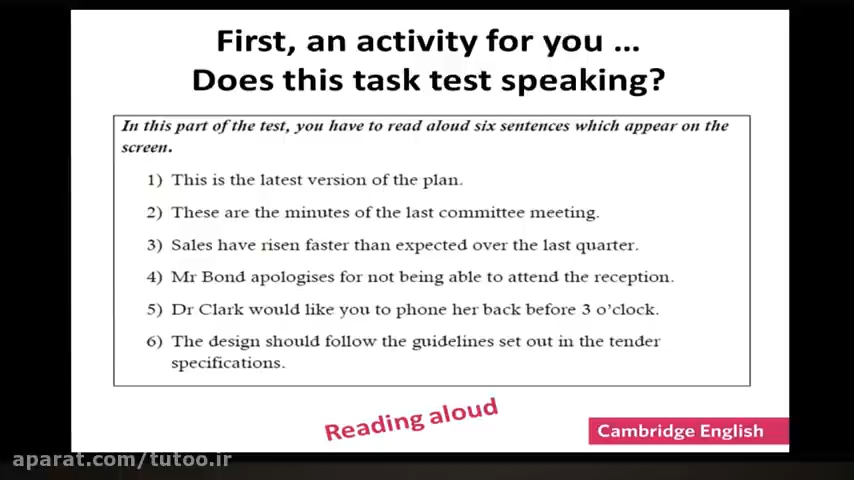 First, an activity for you ...
Does this task test speaking?
In this part of the test, you have to read aloud six sentences which appear on the
screen.
1) This is the latest version of the plan.
2) These are the minutes of the last committee meeting.
3) Sales have risen faster than expected over the last quarter.
4) Mr Bond apologises for not being able to attend the reception.
5) Dr Clark would like you to phone her back before 3 o'clock.
6) The design should follow the guidelines set out in the tender
specifications.
Reading aloud
Cambridge English
aparat.com/tutoo.ir